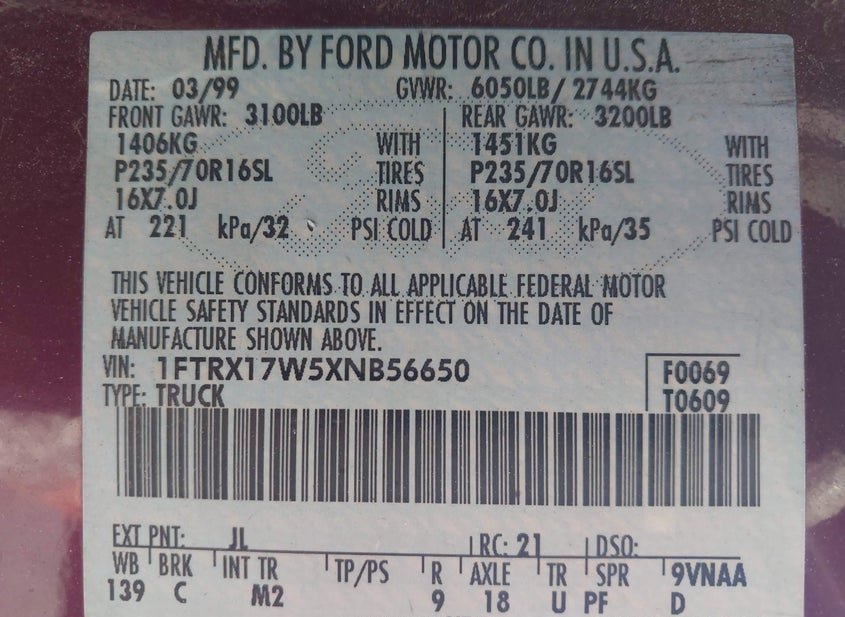 MFD. BY FORD MOTOR CO. IN U.S.A.
DATE: 03/99 GVWR: 6050LB/ 2744KG
FRONT GAWR: 3100LB REAR GAWR: 3200LB
1406KG WITH 1451KG WITH
P235/70R16SL TIRES P235/70R16SL TIRES
16X7.0J RIMS 16X7.0J RIMS
AT 221 kPa/32 PSI COLD AT 241 kPa/35 PSI COLD
THIS VEHICLE CONFORMS TO ALL APPLICABLE FEDERAL MOTOR
VEHICLE SAFETY STANDARDS IN EFFECT ON THE DATE OF
MANUFACTURE SHOWN ABOVE.
VIN: 1FTRX17W5XNB56650 F0069
TYPE: TRUCK T0609
EXT PNT: JL RC: 21 DSO:
WB BRK INT TR TP/PS R AXLE TR SPR 9VNAA
139 C M2 9 18 U PF D